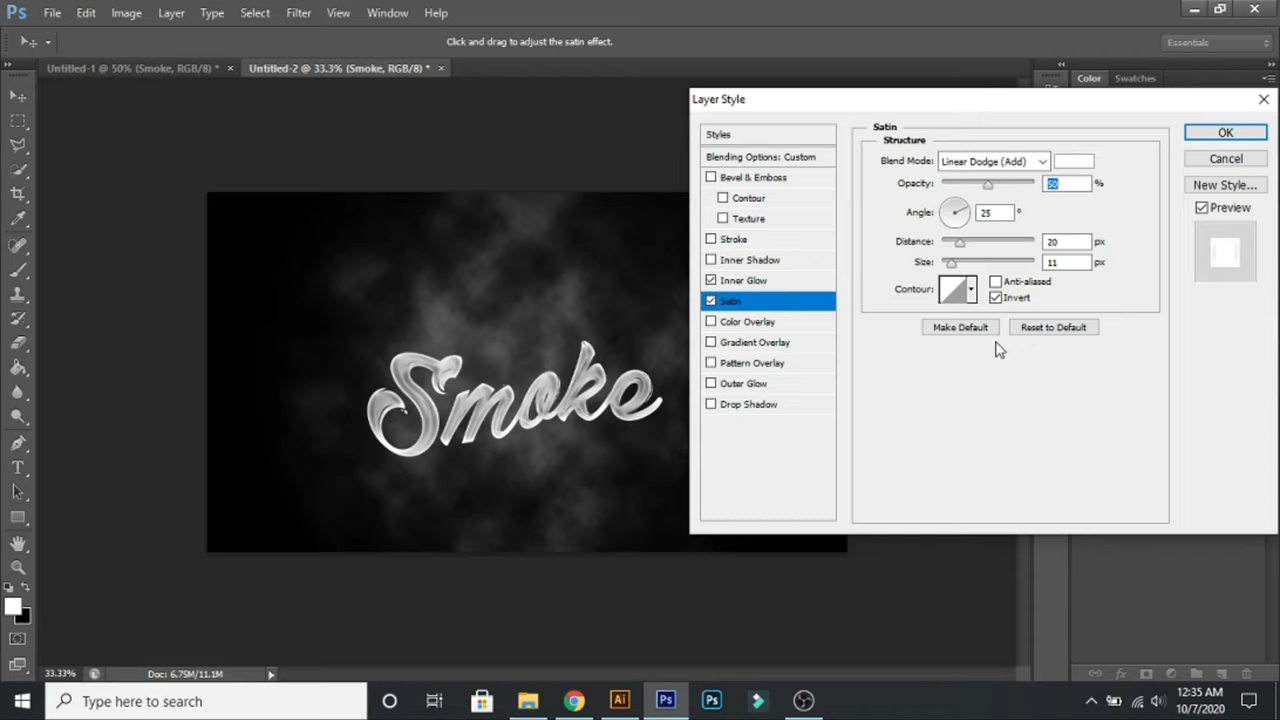 Ps File Edit Image Layer Type Select Filter View Window Help
Click and drag to adjust the satin effect.
Essentials
Untitled-1 @ 50% (Smoke, RGB/8) * ×
Untitled-2 @ 33.3% (Smoke, RGB/8) * ×
Color Swatches
Layer Style
Styles
Blending Options: Custom
Bevel & Emboss
Contour
Texture
Stroke
Inner Shadow
Inner Glow
Satin
Color Overlay
Gradient Overlay
Pattern Overlay
Outer Glow
Drop Shadow
Satin
Structure
Blend Mode: Linear Dodge (Add)
Opacity: 50 %
Angle: 25 °
Distance: 20 px
Size: 11 px
Contour: Anti-aliased
Invert
Make Default Reset to Default
OK
Cancel
New Style...
Preview
Smoke
33.33% Doc: 6.75M/11.1M
Type here to search
Ai Ps Ps
12:35 AM
10/7/2020